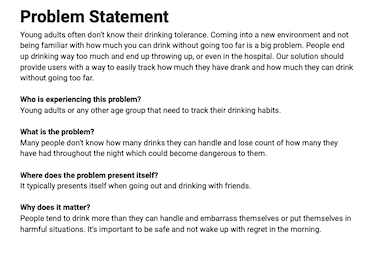 Problem Statement
Young adults often don't know their drinking tolerance. Coming into a new environment and not
being familiar with how much you can drink without going too far is a big problem. People end
up drinking way too much and end up throwing up, or even in the hospital. Our solution should
provide users with a way to easily track how much they have drank and how much they can drink
without going too far.
Who is experiencing this problem?
Young adults or any other age group that need to track their drinking habits.
What is the problem?
Many people don't know how many drinks they can handle and lose count of how many they
have had throughout the night which could become dangerous to them.
Where does the problem present itself?
It typically presents itself when going out and drinking with friends.
Why does it matter?
People tend to drink more than they can handle and embarrass themselves or put themselves in
harmful situations. It's important to be safe and not wake up with regret in the morning.